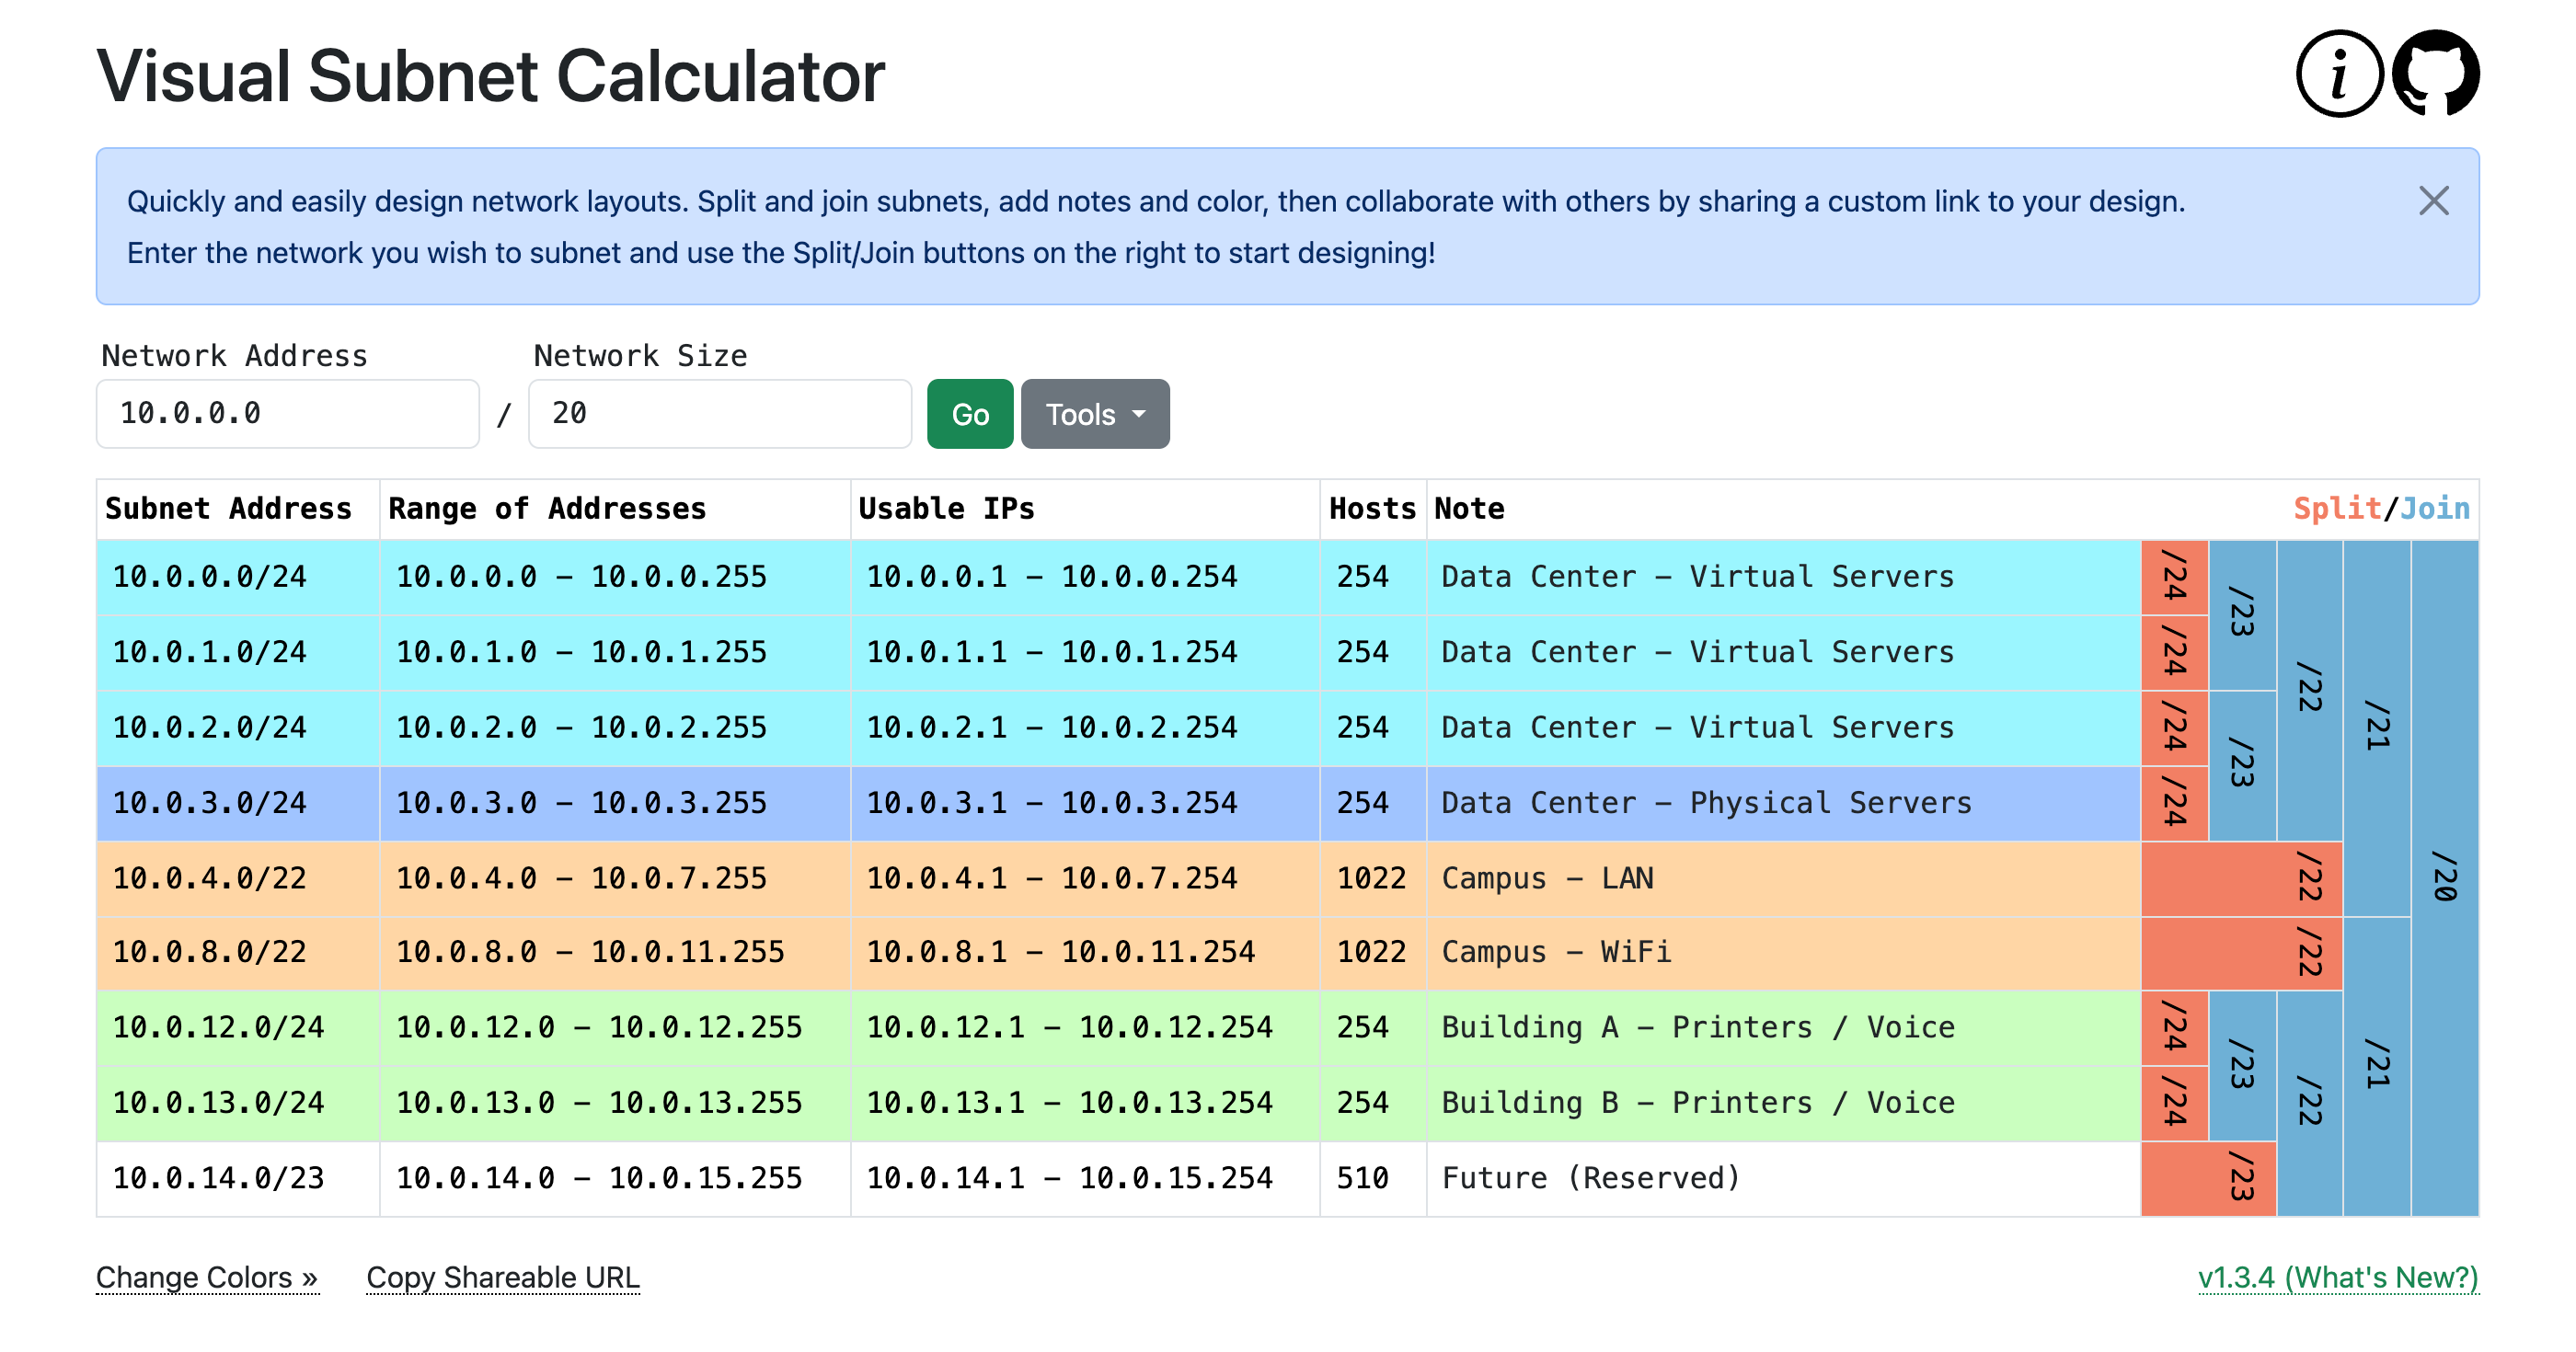 Visual Subnet Calculator
i
Quickly and easily design network layouts. Split and join subnets, add notes and color, then collaborate with others by sharing a custom link to your design.
Enter the network you wish to subnet and use the Split/Join buttons on the right to start designing!
Network Address Network Size
10.0.0.0 / 20 Go Tools
Subnet Address Range of Addresses Usable IPs Hosts Note Split/Join
10.0.0.0/24 10.0.0.0 – 10.0.0.255 10.0.0.1 – 10.0.0.254 254 Data Center – Virtual Servers /24 /23 /22 /21 /20
10.0.1.0/24 10.0.1.0 – 10.0.1.255 10.0.1.1 – 10.0.1.254 254 Data Center – Virtual Servers /24
10.0.2.0/24 10.0.2.0 – 10.0.2.255 10.0.2.1 – 10.0.2.254 254 Data Center – Virtual Servers /24 /23
10.0.3.0/24 10.0.3.0 – 10.0.3.255 10.0.3.1 – 10.0.3.254 254 Data Center – Physical Servers /24
10.0.4.0/22 10.0.4.0 – 10.0.7.255 10.0.4.1 – 10.0.7.254 1022 Campus – LAN /22
10.0.8.0/22 10.0.8.0 – 10.0.11.255 10.0.8.1 – 10.0.11.254 1022 Campus – WiFi /22 /21
10.0.12.0/24 10.0.12.0 – 10.0.12.255 10.0.12.1 – 10.0.12.254 254 Building A – Printers / Voice /24 /23 /22
10.0.13.0/24 10.0.13.0 – 10.0.13.255 10.0.13.1 – 10.0.13.254 254 Building B – Printers / Voice /24
10.0.14.0/23 10.0.14.0 – 10.0.15.255 10.0.14.1 – 10.0.15.254 510 Future (Reserved) /23
Change Colors » Copy Shareable URL v1.3.4 (What's New?)